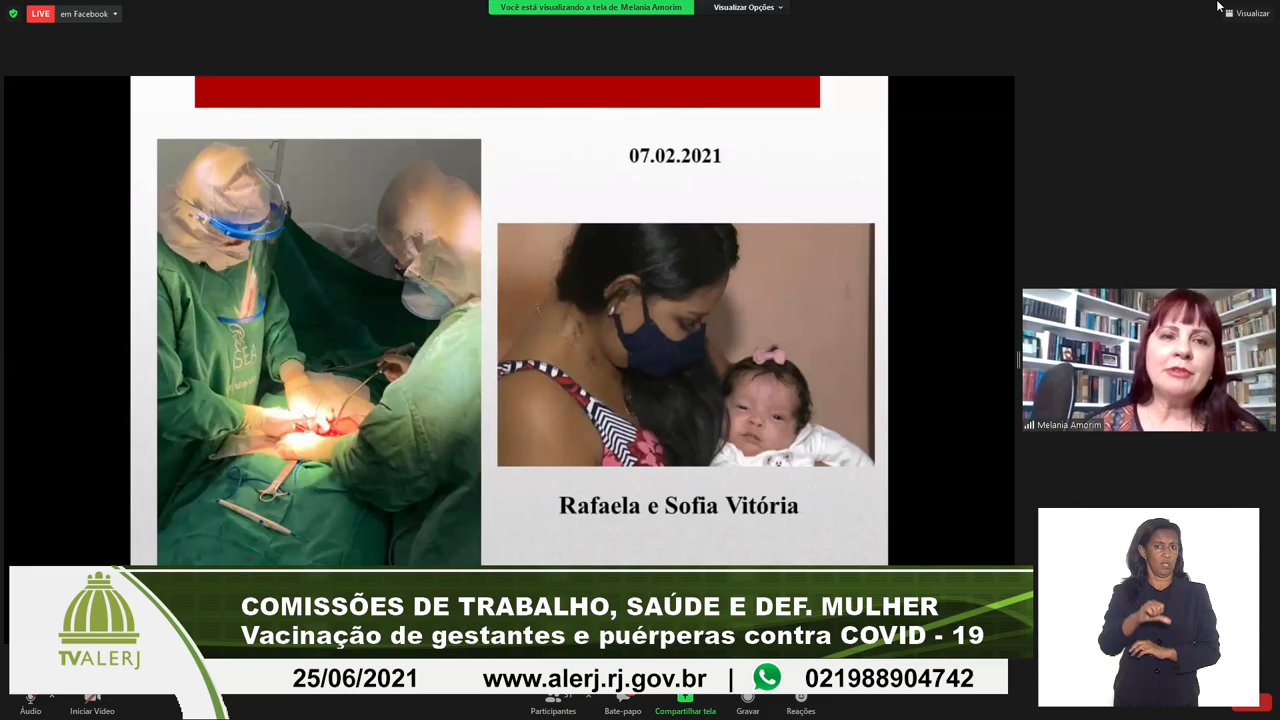 LIVE em Facebook
Você está visualizando a tela de Melania Amorim
Visualizar Opções
Visualizar
07.02.2021
SEA
Rafaela e Sofia Vitória
Melania Amorim
COMISSÕES DE TRABALHO, SAÚDE E DEF. MULHER
Vacinação de gestantes e puérperas contra COVID - 19
TVALERJ
25/06/2021 www.alerj.rj.gov.br | 021988904742
Áudio
Iniciar Vídeo
Participantes
Bate-papo
Compartilhar tela
Gravar
Reações